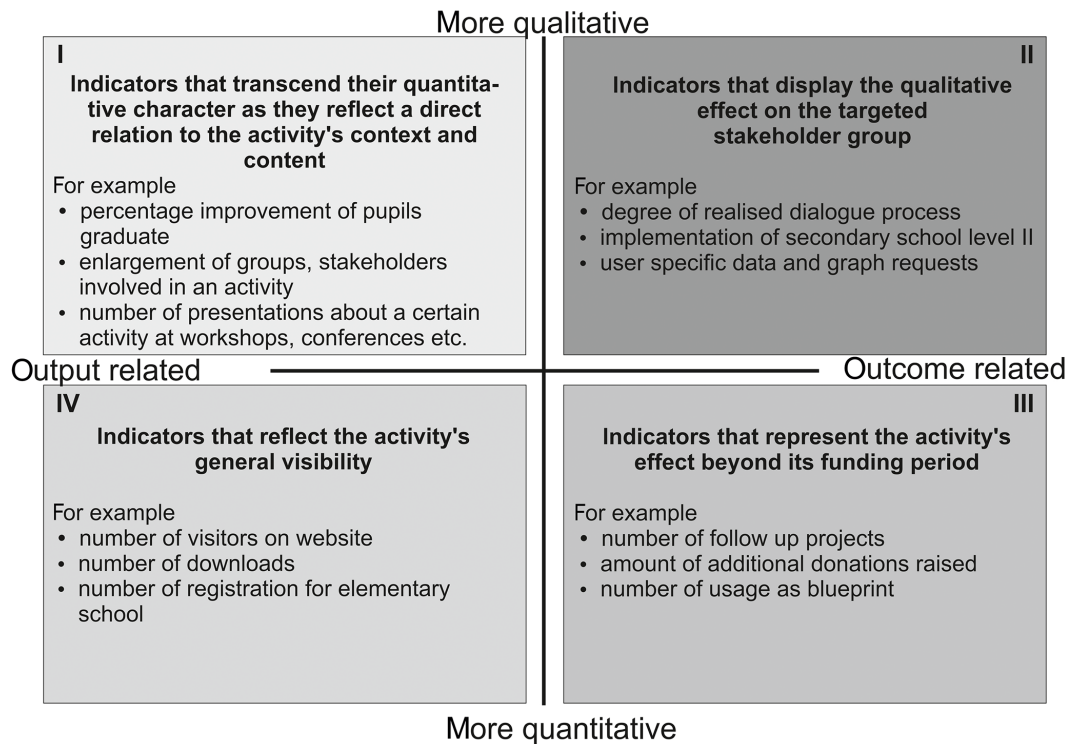 More qualitative
I
Indicators that transcend their quantita-
tive character as they reflect a direct
relation to the activity's context and
content
For example
• percentage improvement of pupils
graduate
• enlargement of groups, stakeholders
involved in an activity
• number of presentations about a certain
activity at workshops, conferences etc.
II
Indicators that display the qualitative
effect on the targeted
stakeholder group
For example
• degree of realised dialogue process
• implementation of secondary school level II
• user specific data and graph requests
Output related
Outcome related
IV
Indicators that reflect the activity's
general visibility
For example
• number of visitors on website
• number of downloads
• number of registration for elementary
school
III
Indicators that represent the activity's
effect beyond its funding period
For example
• number of follow up projects
• amount of additional donations raised
• number of usage as blueprint
More quantitative